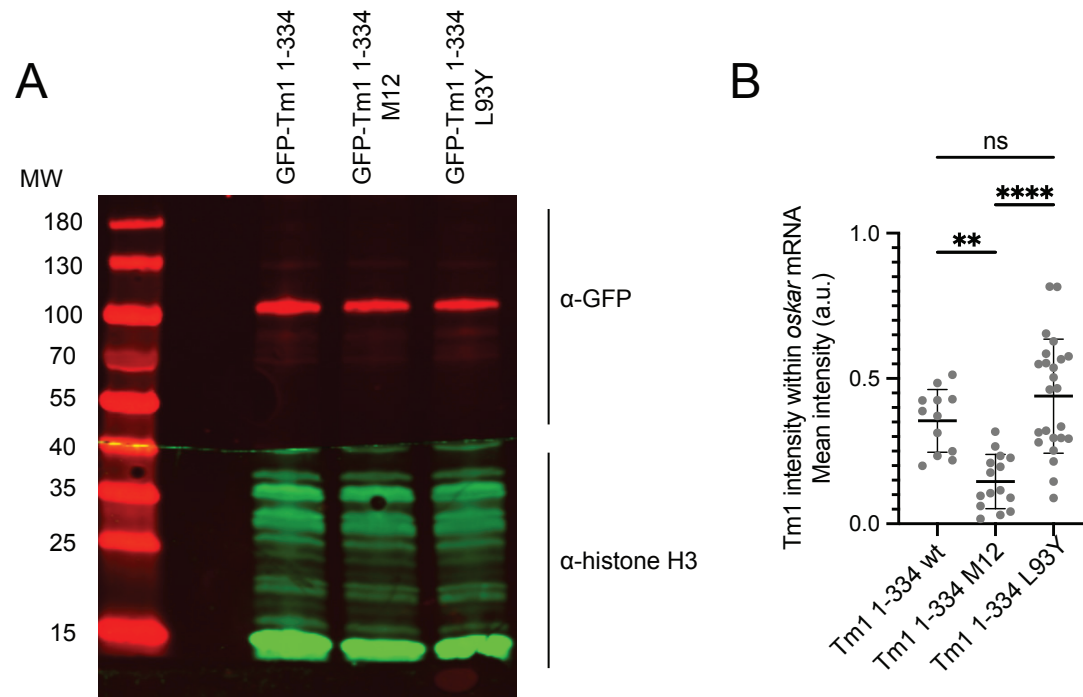 A
GFP-Tm1 1-334
GFP-Tm1 1-334
M12
GFP-Tm1 1-334
L93Y
MW
180
130
100
70
55
40
35
25
15
α-GFP
α-histone H3
B
ns
****
**
Tm1 intensity within oskar mRNA
Mean intensity (a.u.)
1.0
0.5
0.0
Tm1 1-334 wt
Tm1 1-334 M12
Tm1 1-334 L93Y